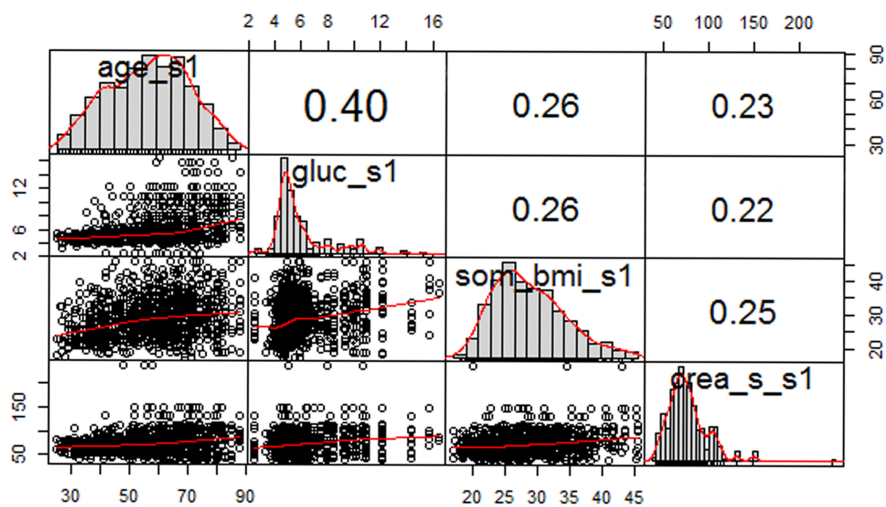 2 4 6 8 12 16 50 100 150 200
age_s1 0.40 0.26 0.23 30 60 90
2 6 12 gluc_s1 0.26 0.22
som_bmi_s1 0.25 20 30 40
50 150 crea_s_s1
30 50 70 90 20 25 30 35 40 45